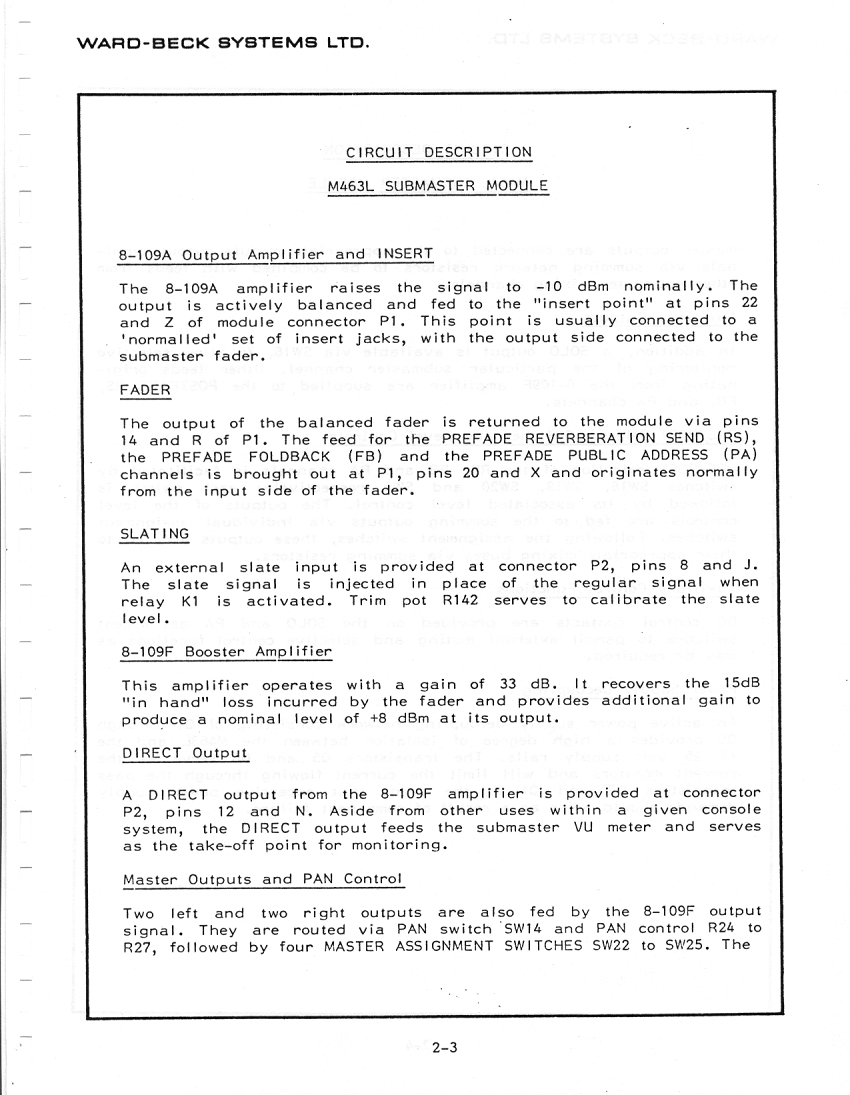 WARD-BECK SYSTEMS LTD.
CIRCUIT DESCRIPTION
M463L SUBMASTER MODULE
8-109A Output Amplifier and INSERT
The 8-109A amplifier raises the signal to -10 dBm nominally. The
output is actively balanced and fed to the "insert point" at pins 22
and Z of module connector P1. This point is usually connected to a
'normalled' set of insert jacks, with the output side connected to the
submaster fader.
FADER
The output of the balanced fader is returned to the module via pins
14 and R of P1. The feed for the PREFADE REVERBERATION SEND (RS),
the PREFADE FOLDBACK (FB) and the PREFADE PUBLIC ADDRESS (PA)
channels is brought out at P1, pins 20 and X and originates normally
from the input side of the fader.
SLATING
An external slate input is provided at connector P2, pins 8 and J.
The slate signal is injected in place of the regular signal when
relay K1 is activated. Trim pot R142 serves to calibrate the slate
level.
8-109F Booster Amplifier
This amplifier operates with a gain of 33 dB. It recovers the 15dB
"in hand" loss incurred by the fader and provides additional gain to
produce a nominal level of +8 dBm at its output.
DIRECT Output
A DIRECT output from the 8-109F amplifier is provided at connector
P2, pins 12 and N. Aside from other uses within a given console
system, the DIRECT output feeds the submaster VU meter and serves
as the take-off point for monitoring.
Master Outputs and PAN Control
Two left and two right outputs are also fed by the 8-109F output
signal. They are routed via PAN switch SW14 and PAN control R24 to
R27, followed by four MASTER ASSIGNMENT SWITCHES SW22 to SW25. The
2-3